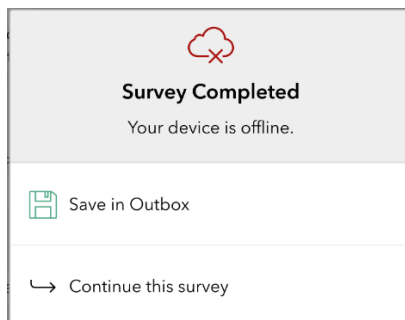 Survey Completed
Your device is offline.
Save in Outbox
Continue this survey